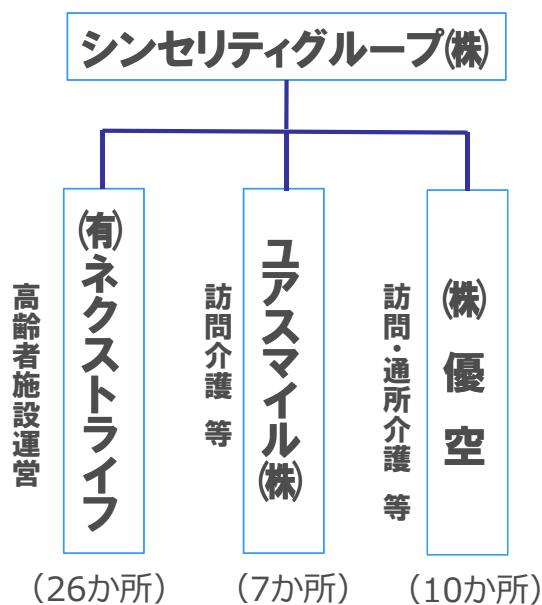 シンセリティグループ㈱
高齢者施設運営
㈲ネクストライフ
(26か所)
訪問介護 等
ユアスマイル㈱
(7か所)
訪問・通所介護 等
㈱ 優空
(10か所)